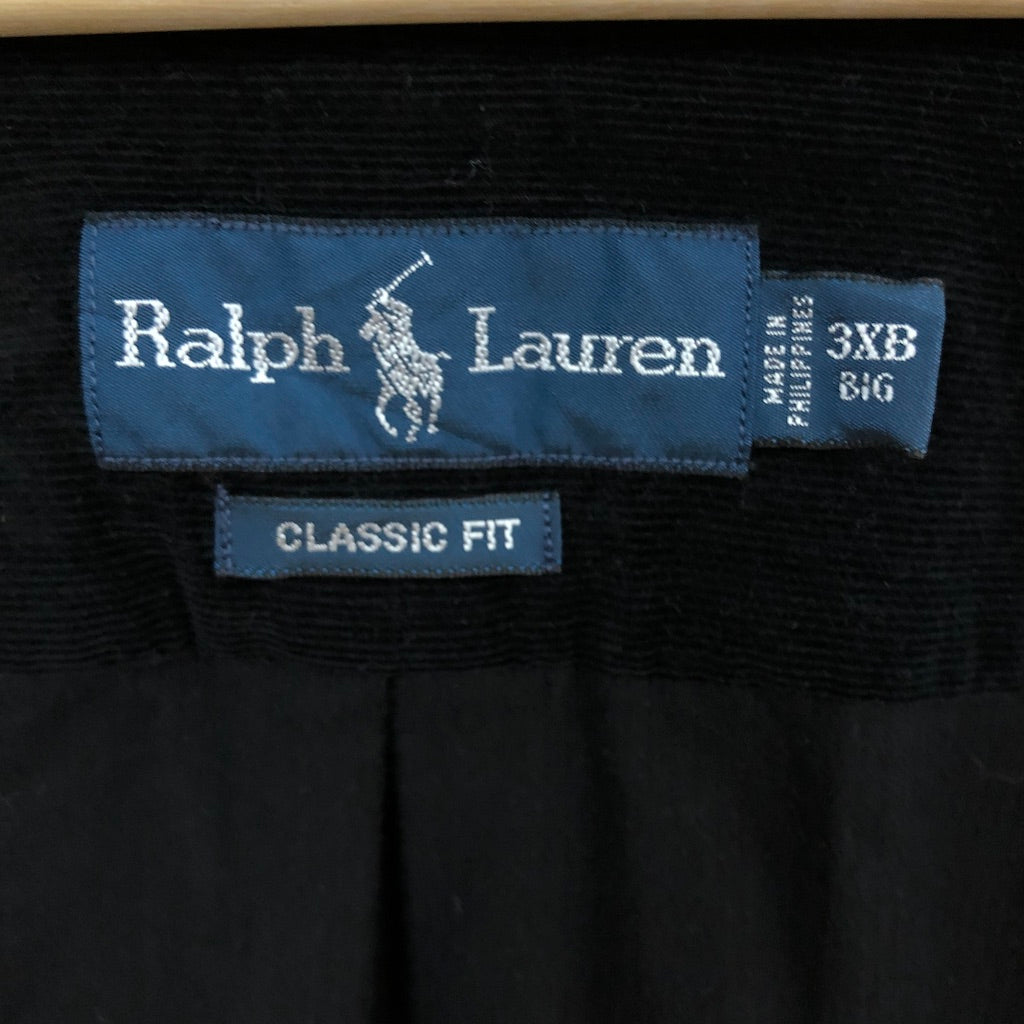 Ralph Lauren
MADE IN
PHILIPPINES
3XB
BIG
CLASSIC FIT